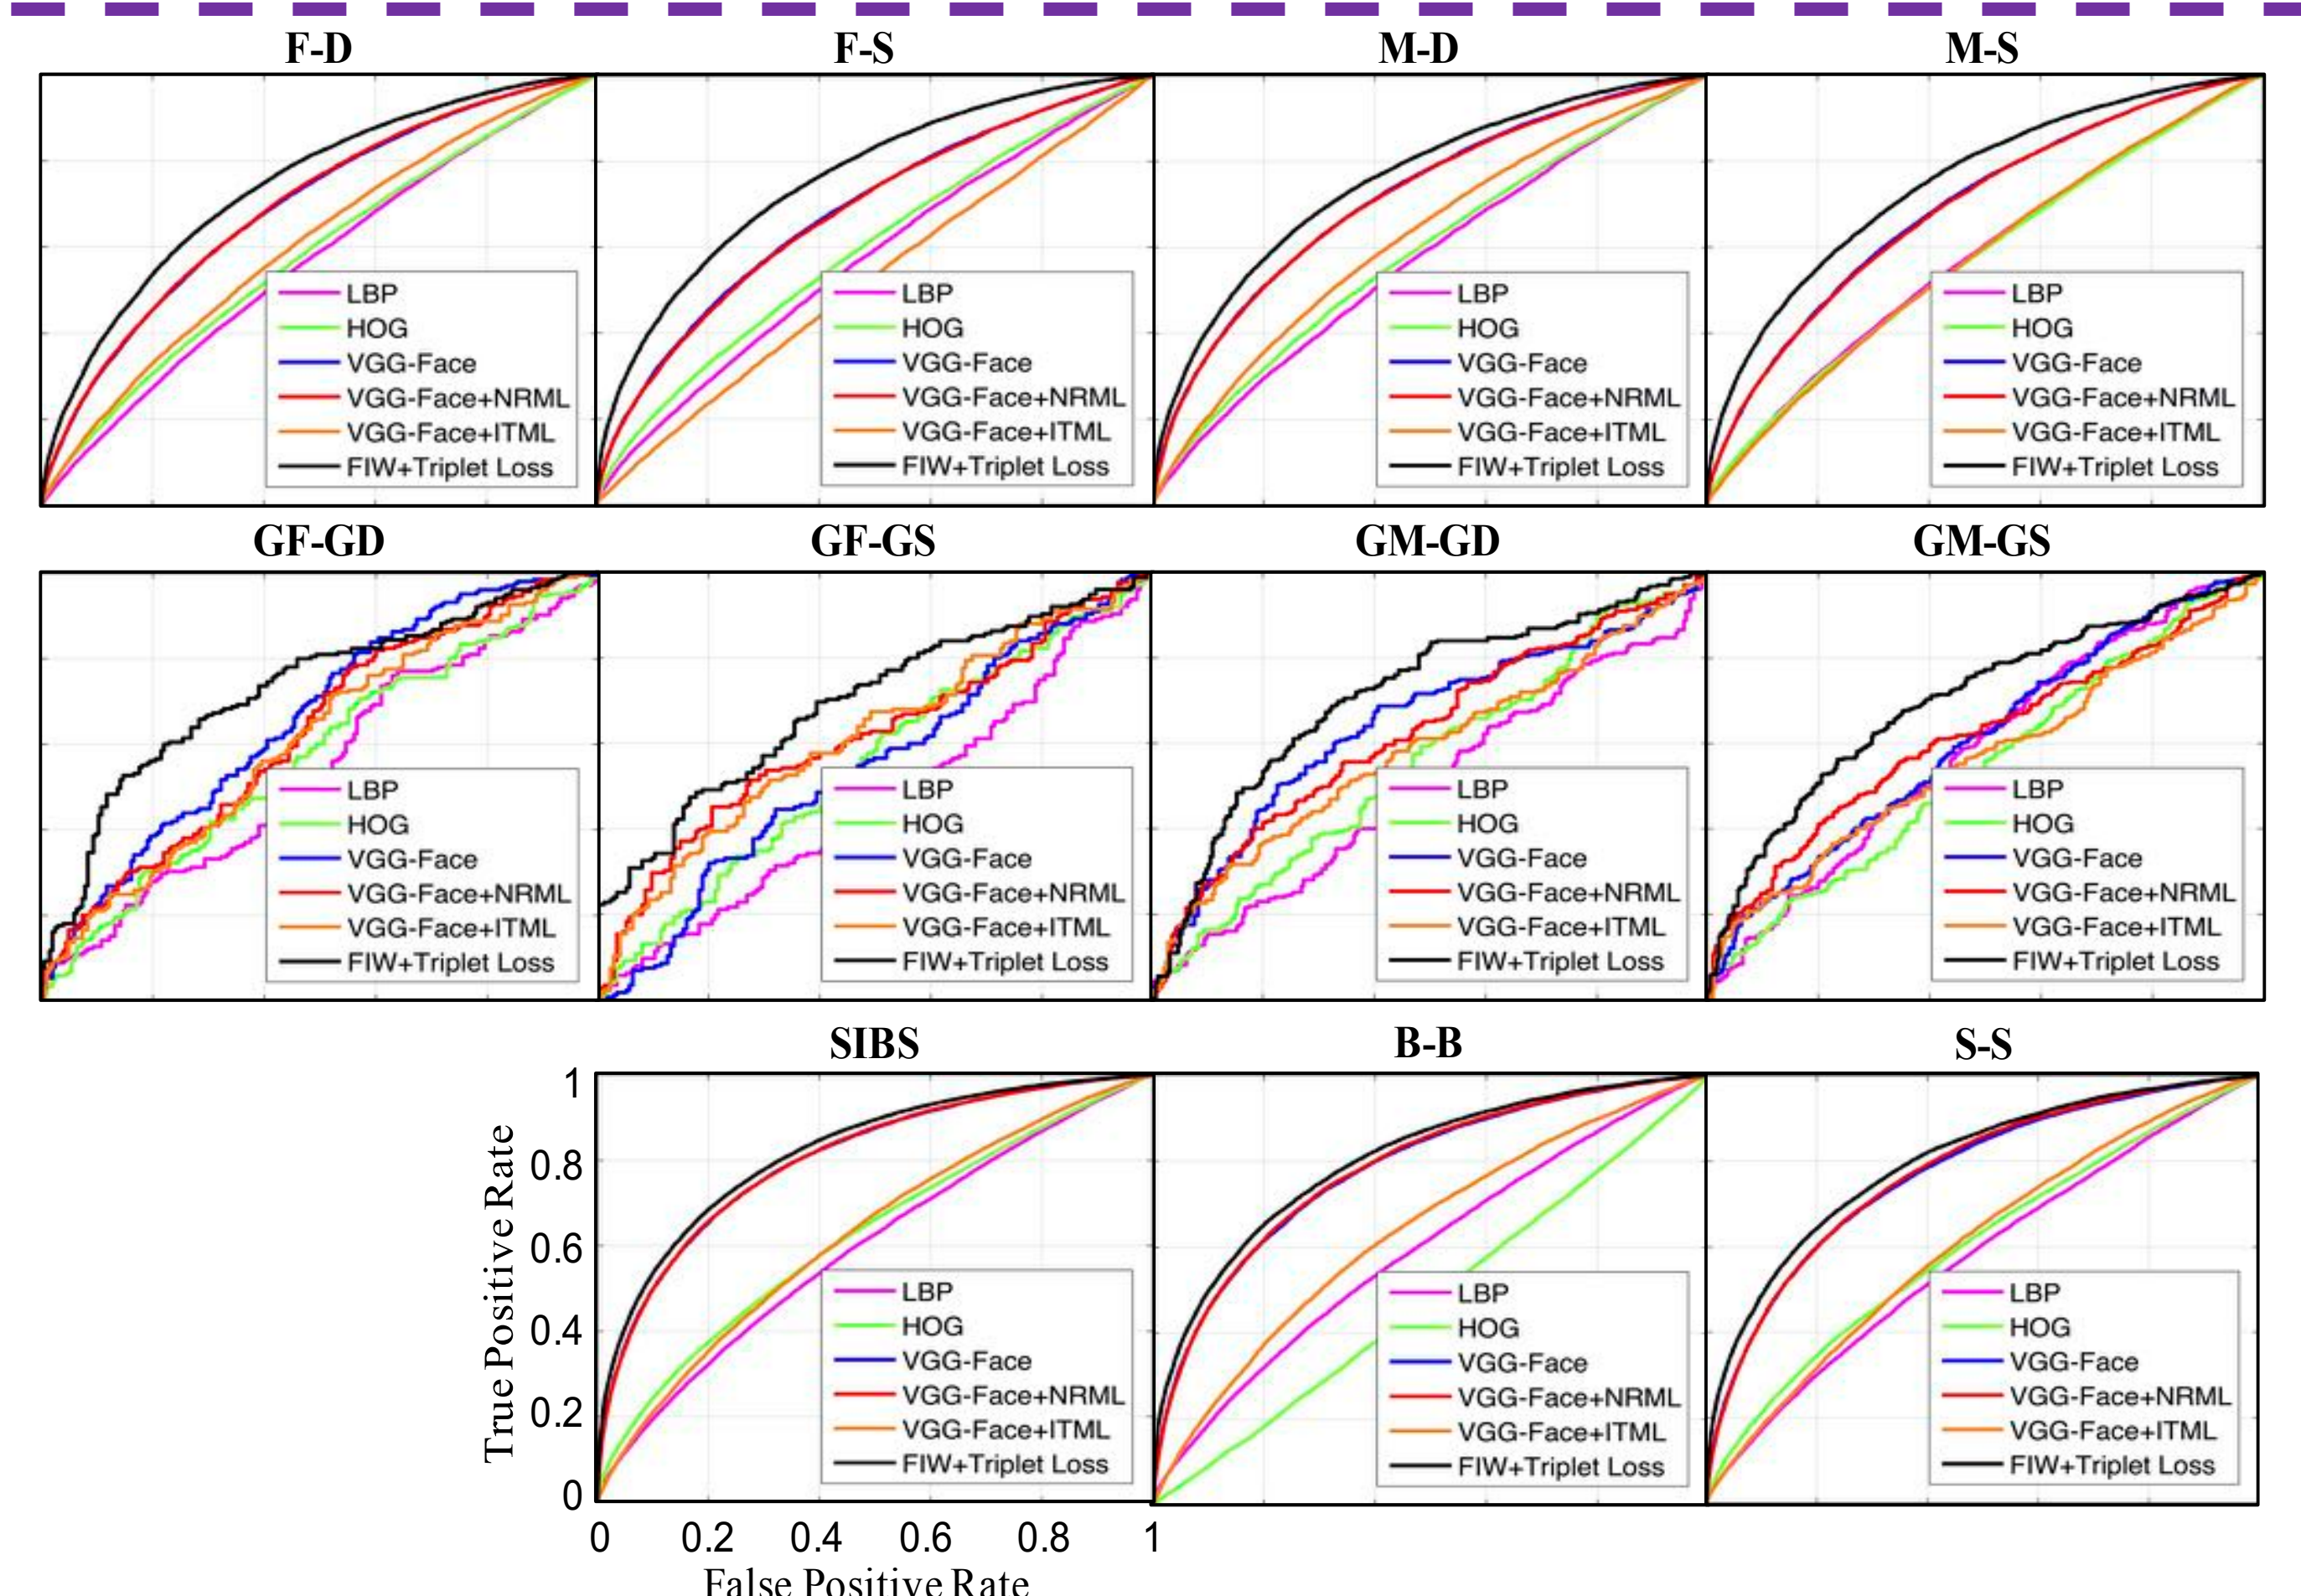 F-D F-S M-D M-S
LBP LBP LBP LBP
HOG HOG HOG HOG
VGG-Face VGG-Face VGG-Face VGG-Face
VGG-Face+NRML VGG-Face+NRML VGG-Face+NRML VGG-Face+NRML
VGG-Face+ITML VGG-Face+ITML VGG-Face+ITML VGG-Face+ITML
FIW+Triplet Loss FIW+Triplet Loss FIW+Triplet Loss FIW+Triplet Loss
GF-GD GF-GS GM-GD GM-GS
LBP LBP LBP LBP
HOG HOG HOG HOG
VGG-Face VGG-Face VGG-Face VGG-Face
VGG-Face+NRML VGG-Face+NRML VGG-Face+NRML VGG-Face+NRML
VGG-Face+ITML VGG-Face+ITML VGG-Face+ITML VGG-Face+ITML
FIW+Triplet Loss FIW+Triplet Loss FIW+Triplet Loss FIW+Triplet Loss
SIBS B-B S-S
True Positive Rate
1
0.8
0.6
0.4
0.2
0
LBP LBP LBP
HOG HOG HOG
VGG-Face VGG-Face VGG-Face
VGG-Face+NRML VGG-Face+NRML VGG-Face+NRML
VGG-Face+ITML VGG-Face+ITML VGG-Face+ITML
FIW+Triplet Loss FIW+Triplet Loss FIW+Triplet Loss
0 0.2 0.4 0.6 0.8 1
False Positive Rate